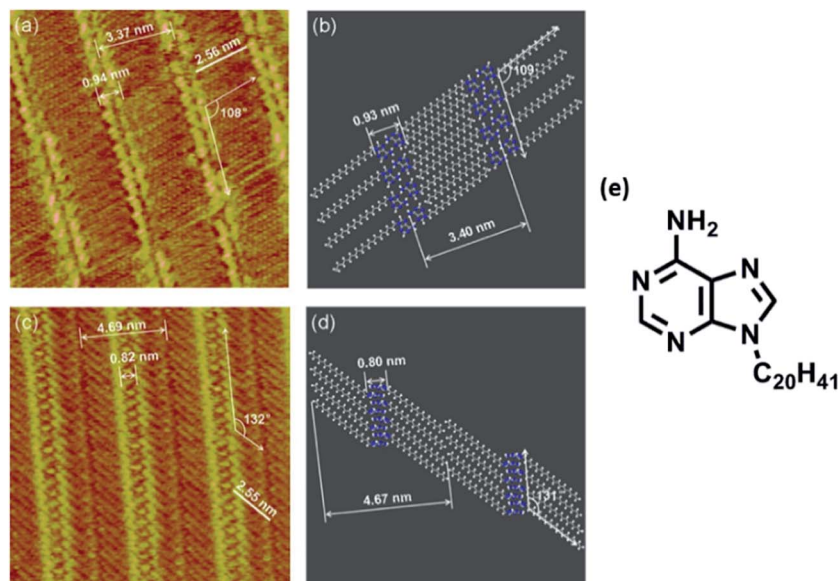 (a)
3.37 nm
2.56 nm
0.94 nm
108°
(b)
109°
0.93 nm
3.40 nm
(c)
4.69 nm
0.82 nm
132°
2.55 nm
(d)
0.80 nm
4.67 nm
131
(e)
NH₂
N
N
N
N
C₂₀H₄₁